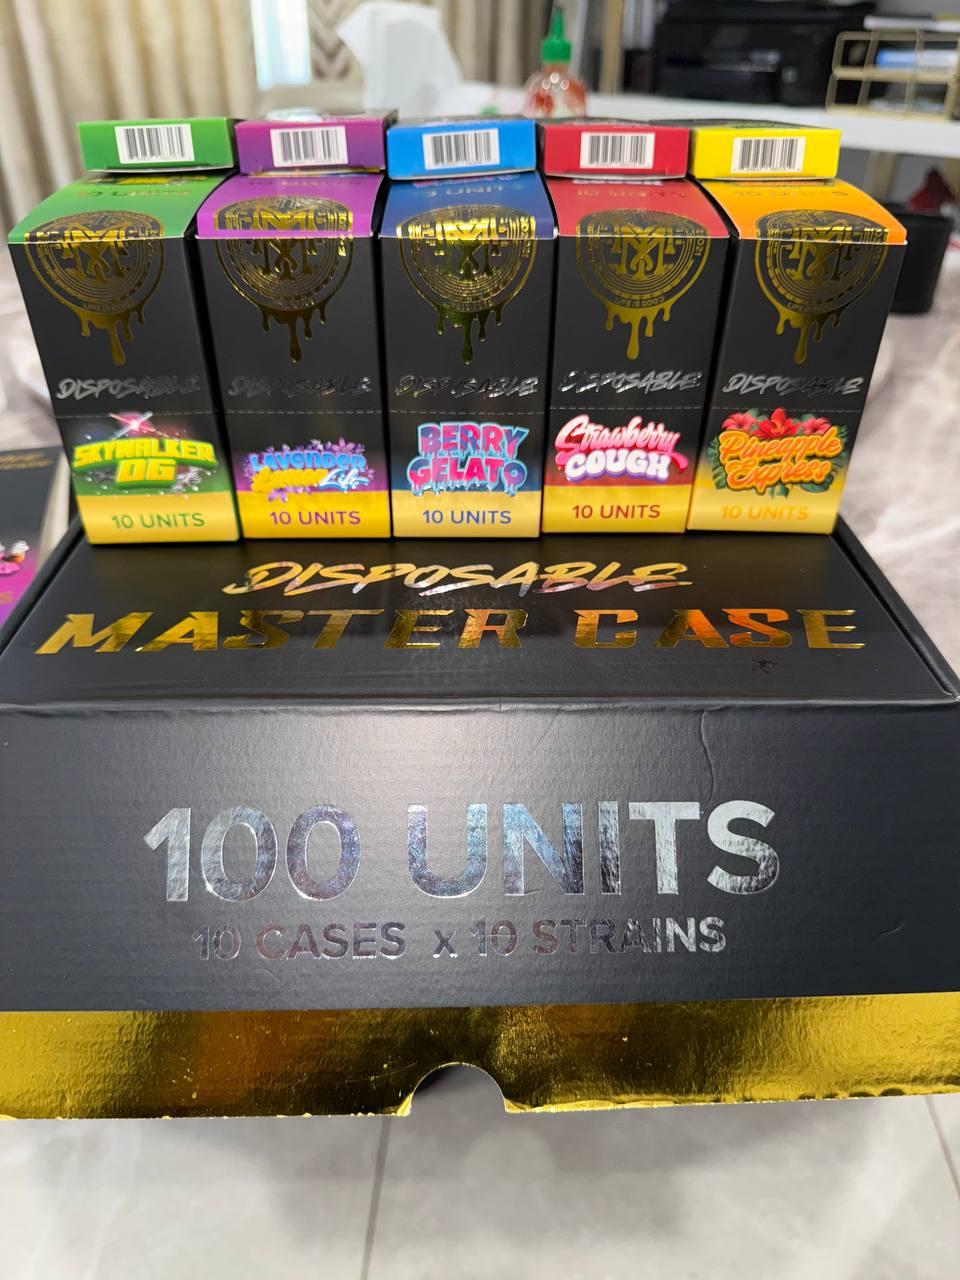 10 UNITS
DISPOSABLE
DISPOSABLE
DISPOSABLE
DISPOSABLE
DISPOSABLE
SKYWALKER
OG
LAVENDER
BERRY
GELATO
Strawberry
COUGH
Pineapple
Express
10 UNITS
10 UNITS
10 UNITS
10 UNITS
10 UNITS
DISPOSABLE
MASTER CASE
100 UNITS
10 CASES x 10 STRAINS